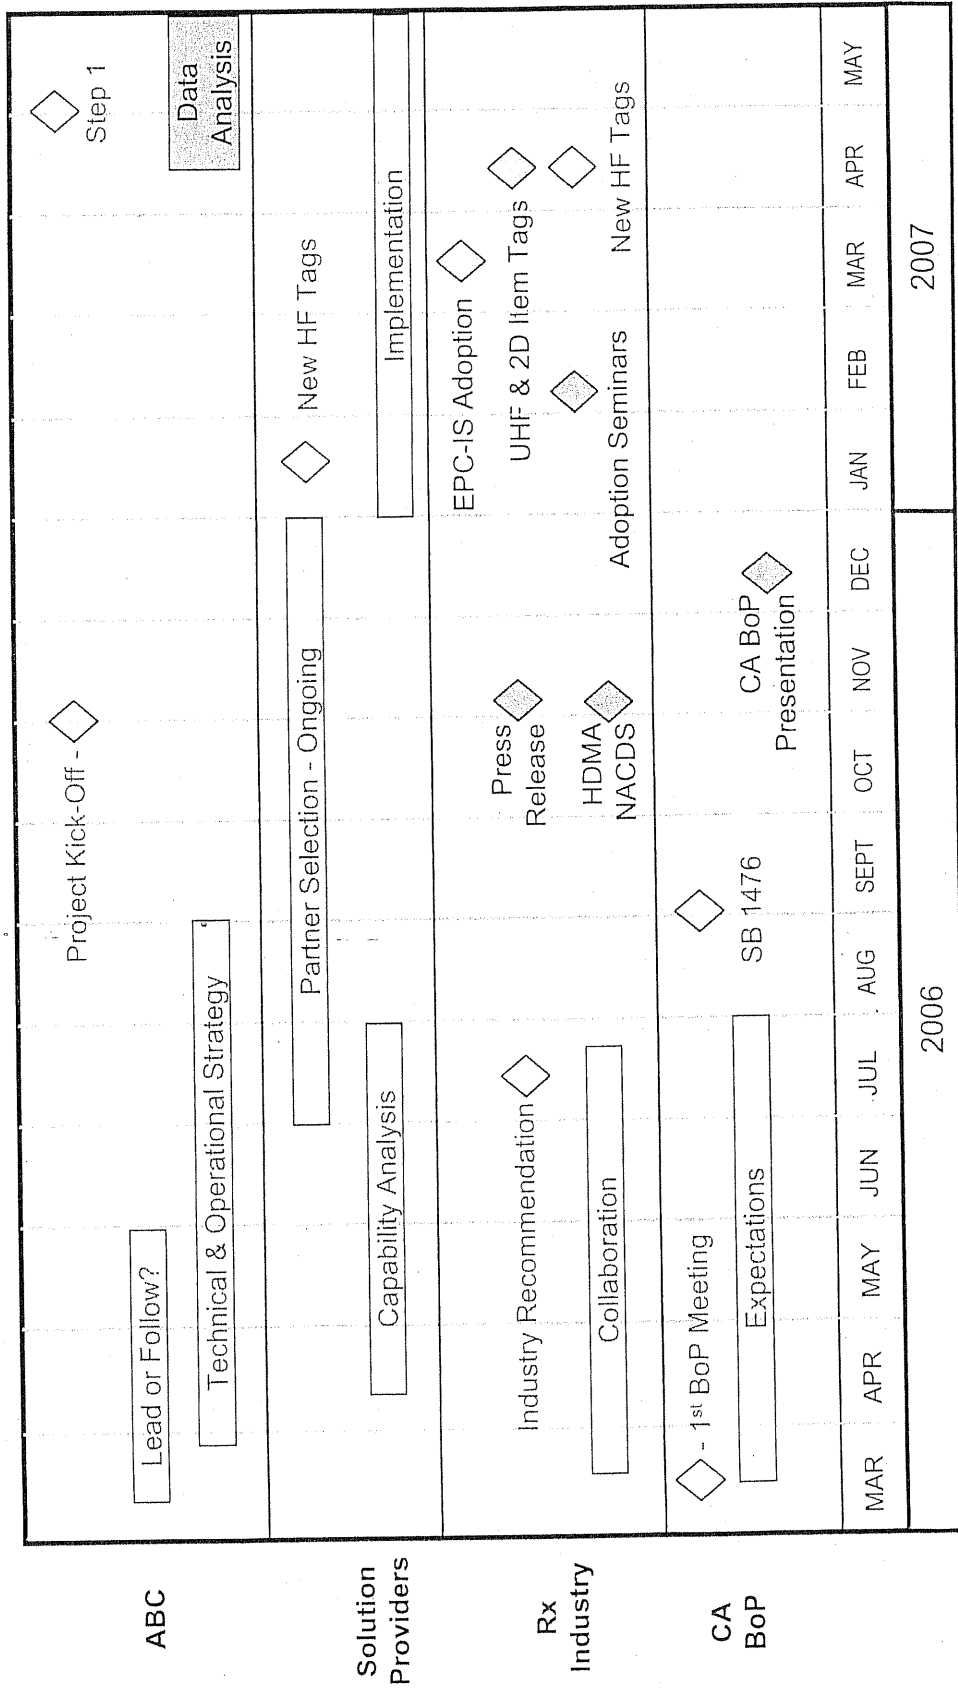 ABC
Project Kick-Off -
Step 1
Lead or Follow?
Technical & Operational Strategy
Data
Analysis
Solution
Providers
Partner Selection - Ongoing
New HF Tags
Capability Analysis
Implementation
Rx
Industry
EPC-IS Adoption
Industry Recommendation
Press
Release
UHF & 2D Item Tags
Collaboration
HDMA
NACDS
Adoption Seminars
New HF Tags
CA
BoP
- 1st BoP Meeting
SB 1476
Expectations
CA BoP
Presentation
MAR APR MAY JUN JUL AUG SEPT OCT NOV DEC JAN FEB MAR APR MAY
2006 2007